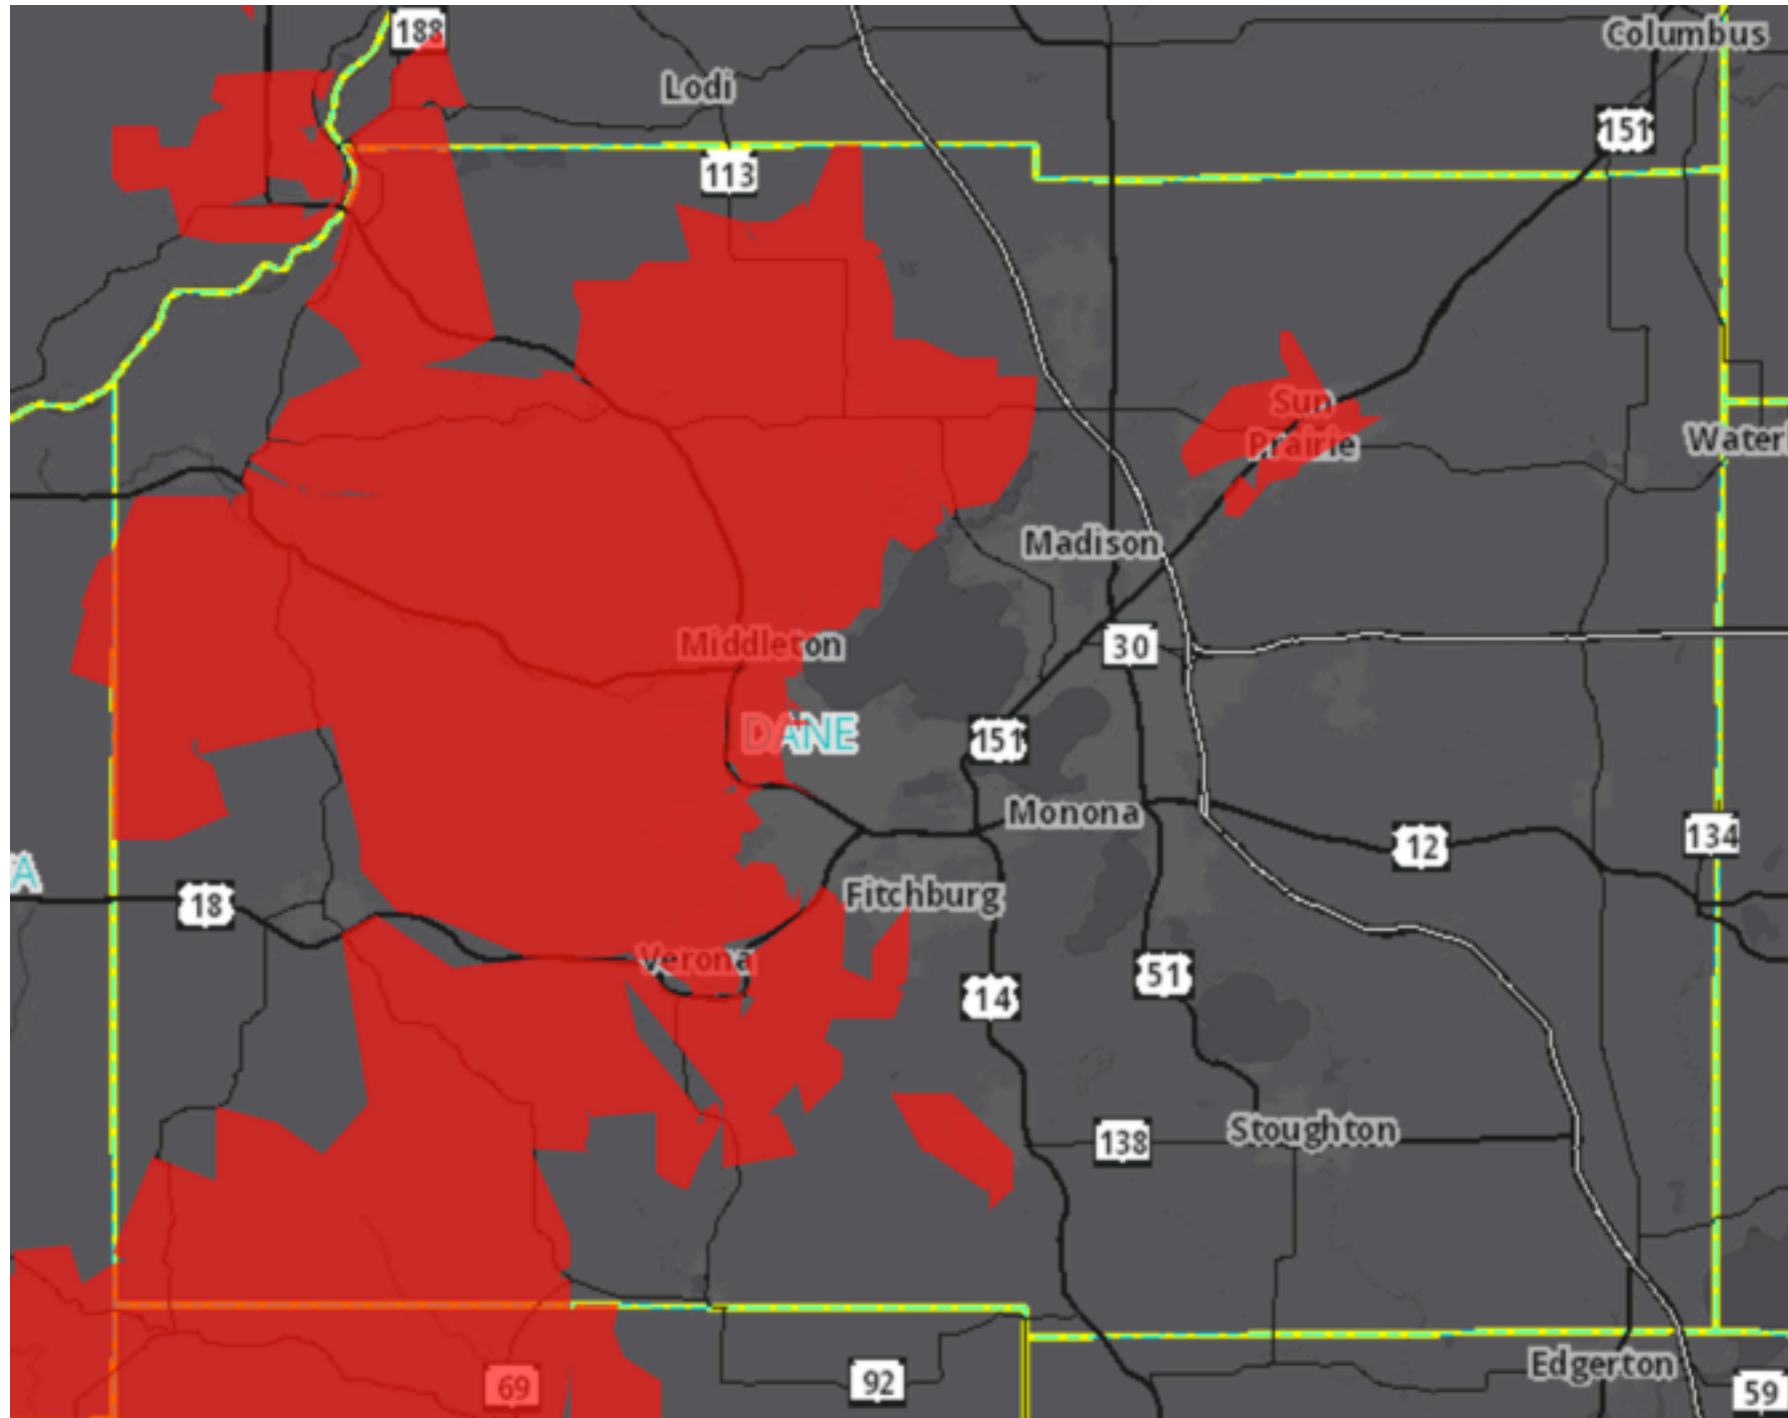 188
Columbus
Lodi
151
113
Sun
Prairie
Madison
Middleton
30
DANE
151
Monona
134
12
A
18
Fitchburg
Verona
51
14
138
Stoughton
Edgerton
69
92
59